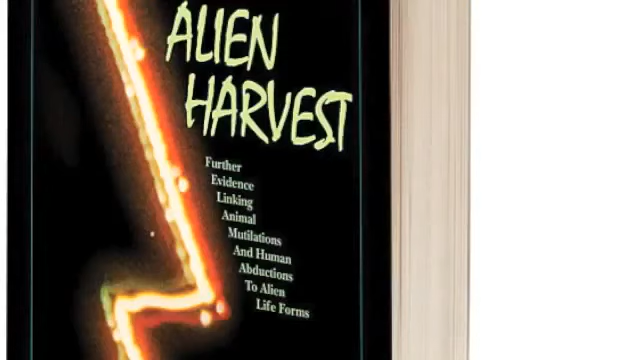 ALIEN
HARVEST
Further
Evidence
Linking
Animal
Mutilations
And Human
Abductions
To Alien
Life Forms